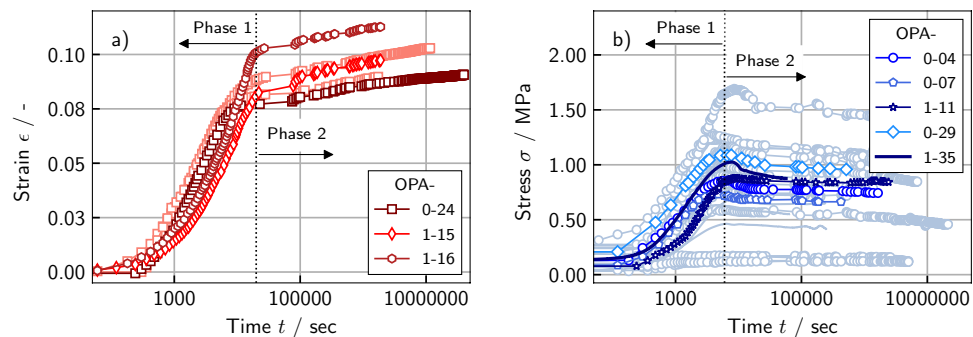 a)
Phase 1
Phase 2
0.10
0.08
0.05
0.03
0.00
Strain ϵ / -
1000
100000
10000000
Time t / sec
OPA-
0-24
1-15
1-16
b)
Phase 1
Phase 2
2.00
1.50
1.00
0.50
0.00
Stress σ / MPa
1000
100000
10000000
Time t / sec
OPA-
0-04
0-07
1-11
0-29
1-35